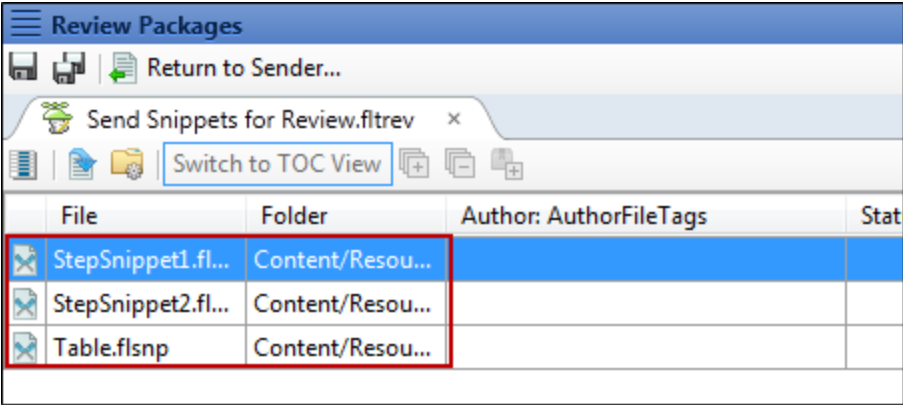 Review Packages
Return to Sender...
Send Snippets for Review.fltrev ×
Switch to TOC View
File Folder Author: AuthorFileTags Stat
StepSnippet1.fl... Content/Resou...
StepSnippet2.fl... Content/Resou...
Table.flsnp Content/Resou...